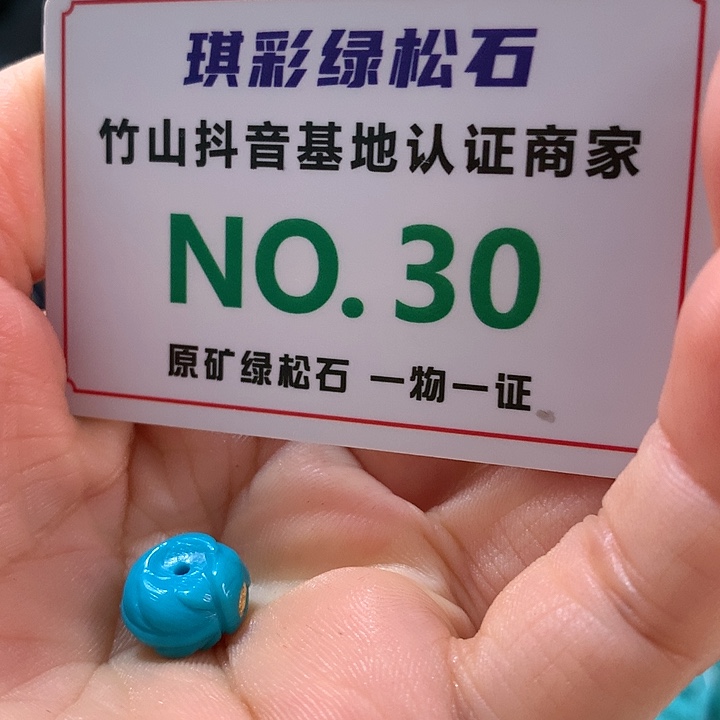 琪彩绿松石
竹山抖音基地认证商家
NO. 30
原矿绿松石 一物一证